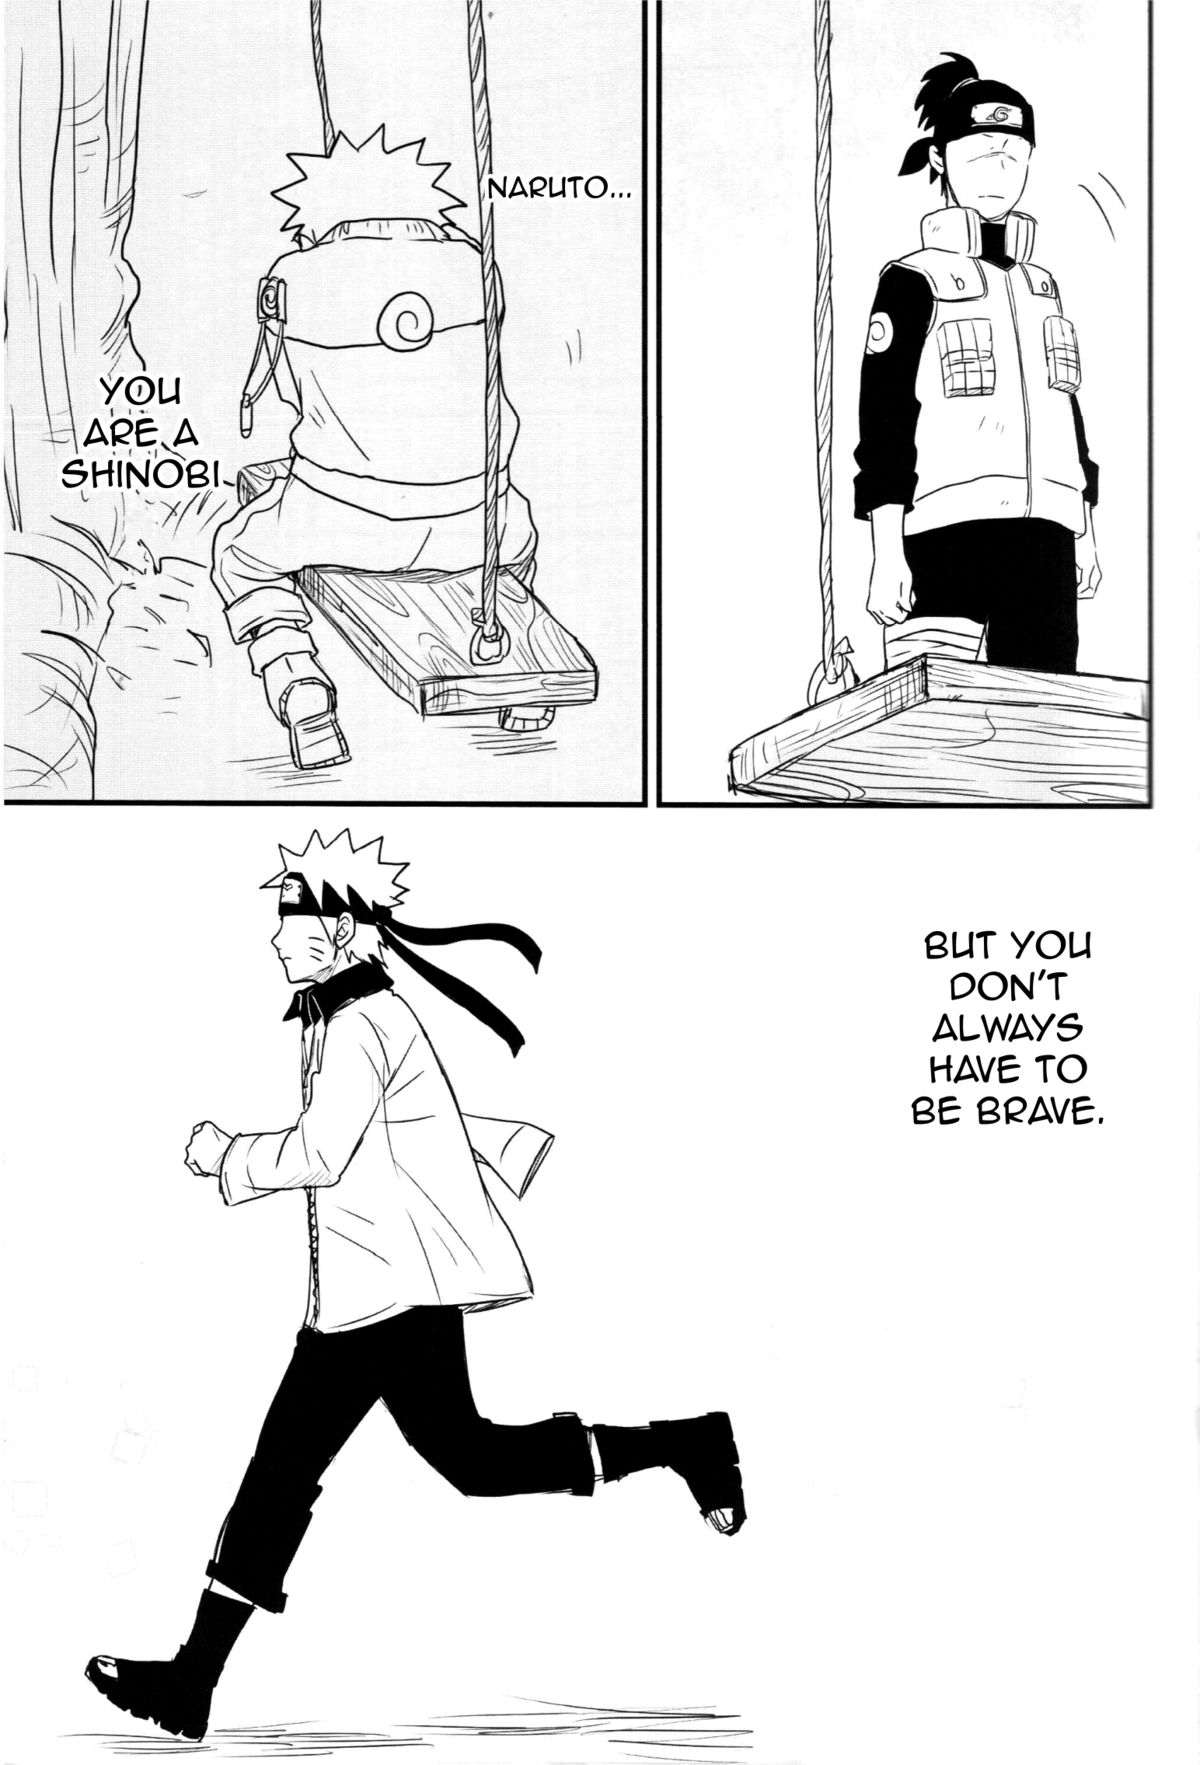 NARUTO...
YOU
ARE A
SHINOBI
BUT YOU
DON'T
ALWAYS
HAVE TO
BE BRAVE.